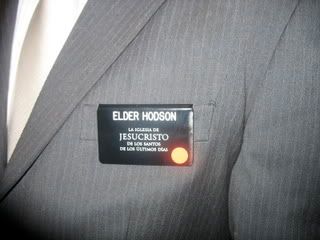 ELDER HODSON
LA IGLESIA DE
JESUCRISTO
DE LOS SANTOS
DE LOS ÚLTIMOS DÍAS